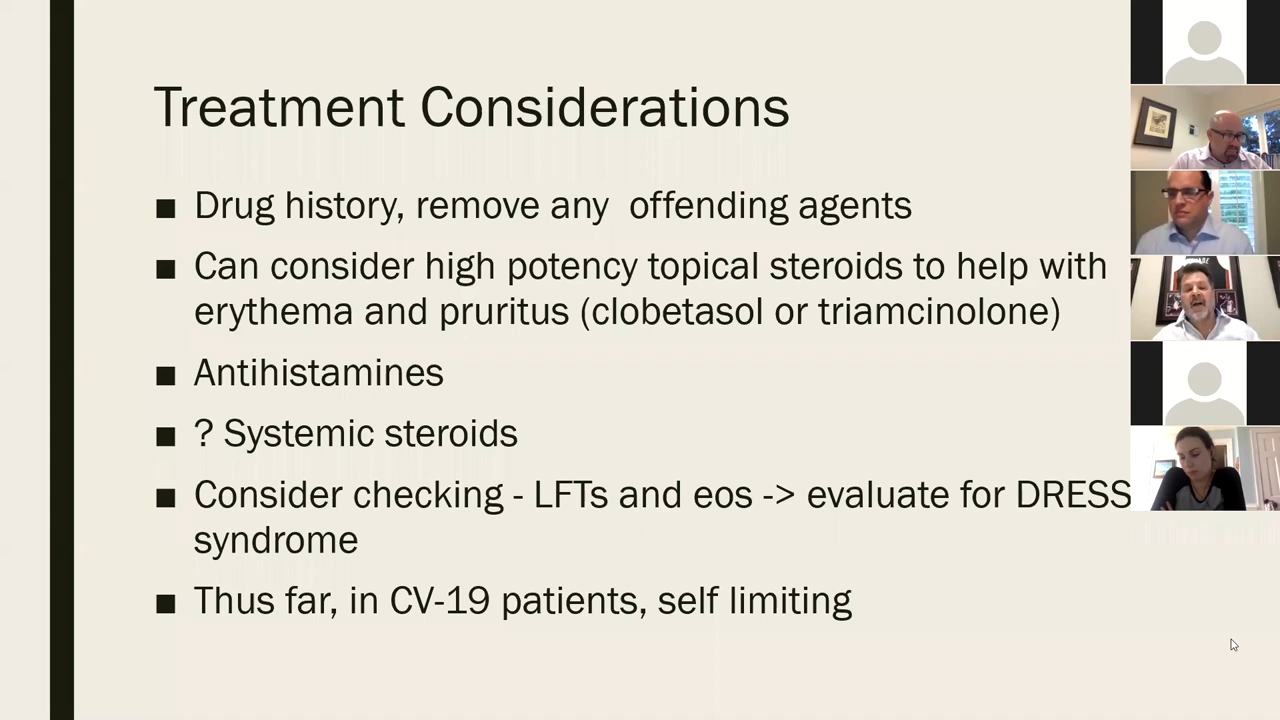 Treatment Considerations
■ Drug history, remove any  offending agents
■ Can consider high potency topical steroids to help with
erythema and pruritus (clobetasol or triamcinolone)
■ Antihistamines
■ ? Systemic steroids
■ Consider checking - LFTs and eos -> evaluate for DRESS
syndrome
■ Thus far, in CV-19 patients, self limiting